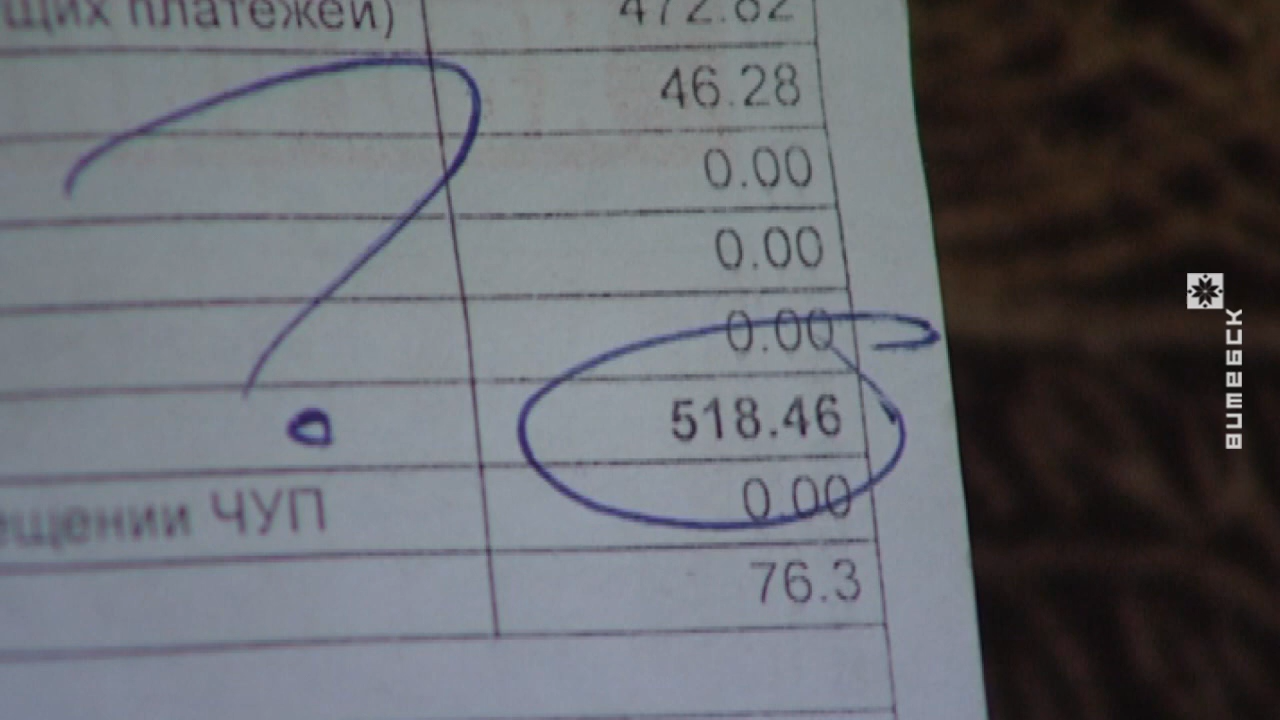 щих платежей) 472.82
46.28
0.00
0.00
0.00
518.46
ещении ЧУП 0.00
76.3
?
витебск